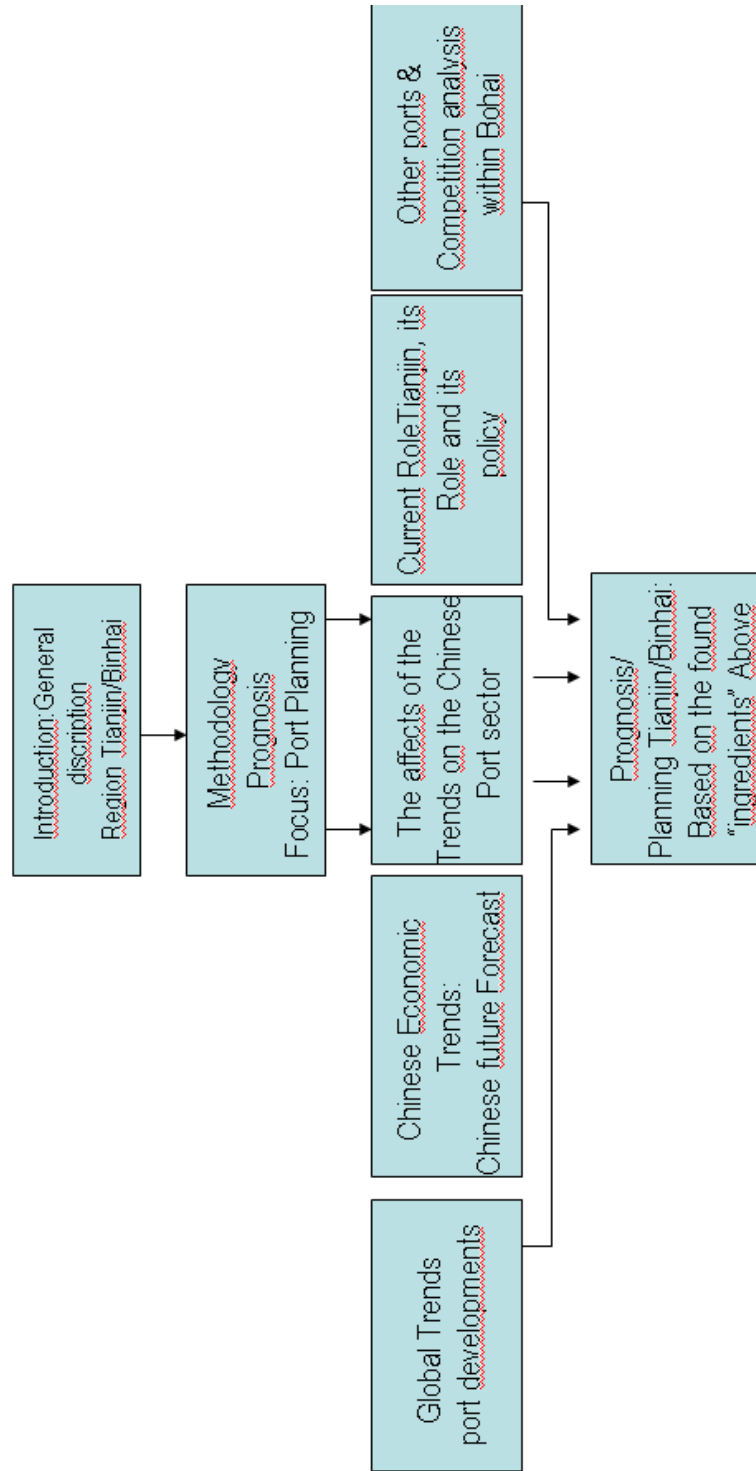 Introduction:General
discription
Region Tianjin/Binhai
Methodology
Prognosis
Focus: Port Planning
Global Trends
port developments
Chinese Economic
Trends:
Chinese future Forecast
The affects of the
Trends on the Chinese
Port sector
Current RoleTianjin, its
Role and its
policy
Other ports &
Competition analysis
within Bohai
Prognosis/
Planning Tianjin/Binhai:
Based on the found
“ingredients” Above